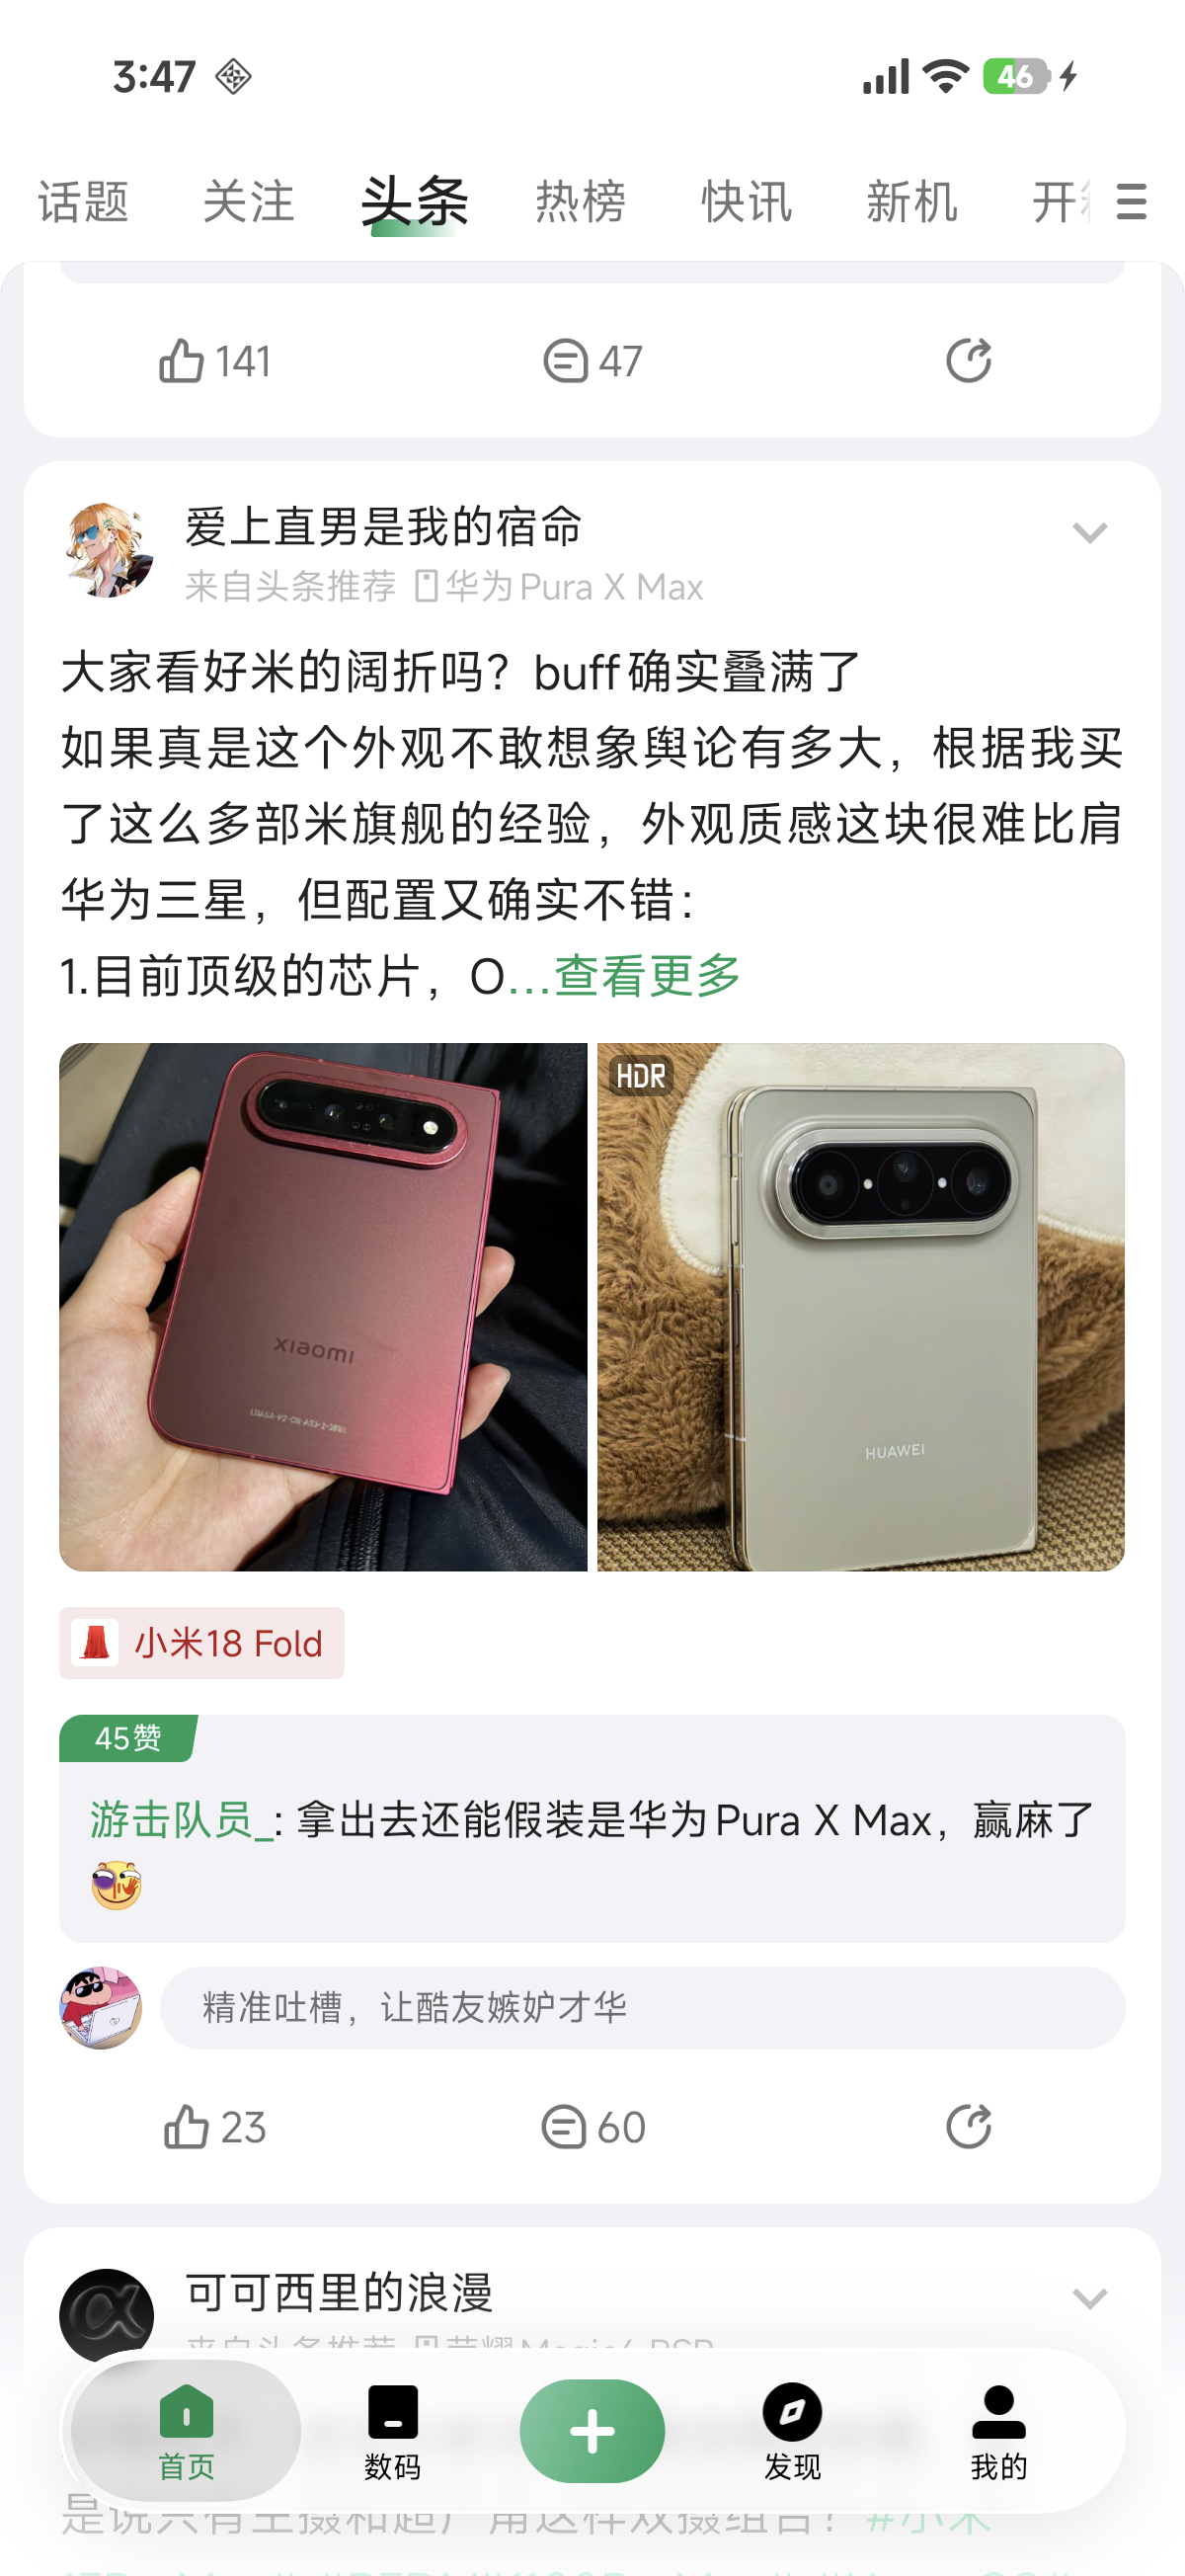 3:47
46
话题 关注 头条 热榜 快讯 新机
141 47
爱上直男是我的宿命
来自头条推荐 华为Pura X Max
大家看好米的阔折吗？buff确实叠满了
如果真是这个外观不敢想象舆论有多大，根据我买
了这么多部米旗舰的经验，外观质感这块很难比肩
华为三星，但配置又确实不错：
1.目前顶级的芯片，O...查看更多
HDR
xiaomi
HUAWEI
小米18 Fold
45赞
游击队员_: 拿出去还能假装是华为Pura X Max，赢麻了
精准吐槽，让酷友嫉妒才华
23 60
可可西里的浪漫
来自头条推荐
首页 数码 发现 我的